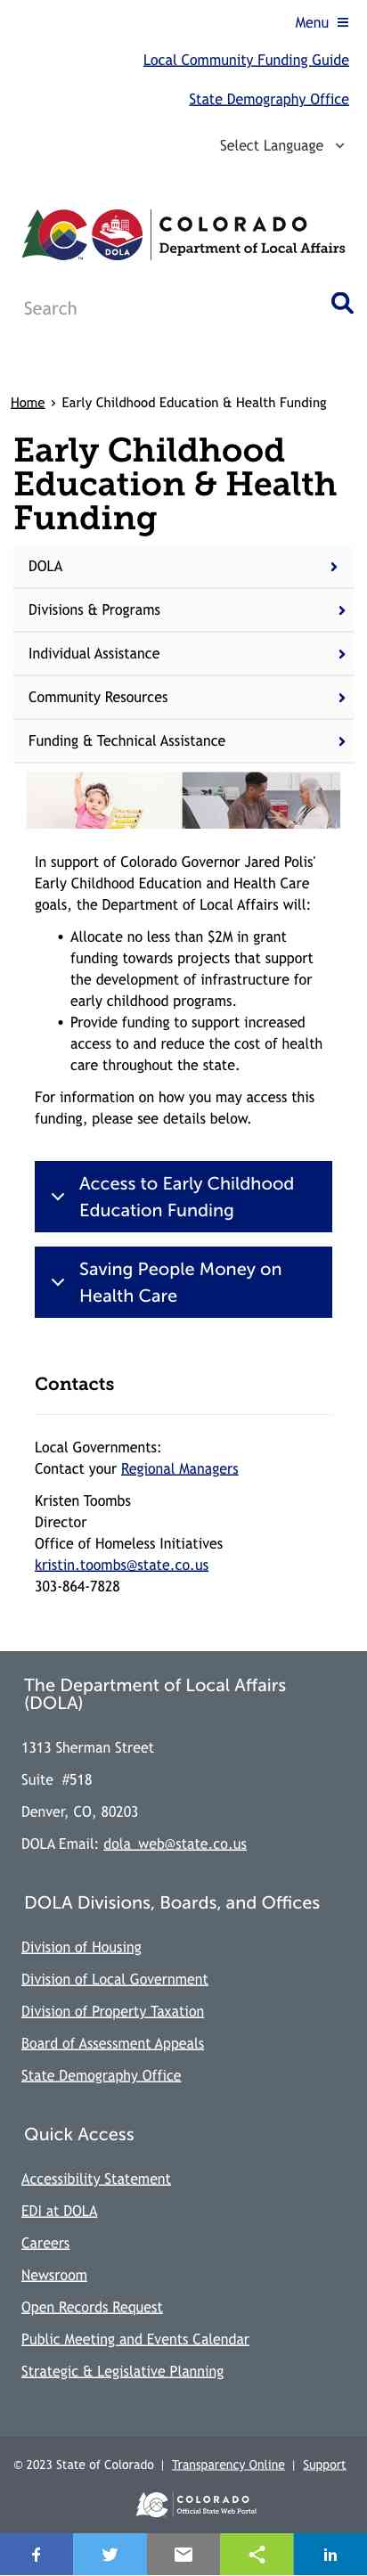 Menu
Local Community Funding Guide
State Demography Office
Select Language
COLORADO
Department of Local Affairs
DOLA
Search
Home > Early Childhood Education & Health Funding
Early Childhood
Education & Health
Funding
DOLA
Divisions & Programs
Individual Assistance
Community Resources
Funding & Technical Assistance
In support of Colorado Governor Jared Polis'
Early Childhood Education and Health Care
goals, the Department of Local Affairs will:
• Allocate no less than $2M in grant
funding towards projects that support
the development of infrastructure for
early childhood programs.
• Provide funding to support increased
access to and reduce the cost of health
care throughout the state.
For information on how you may access this
funding, please see details below.
Access to Early Childhood
Education Funding
Saving People Money on
Health Care
Contacts
Local Governments:
Contact your Regional Managers
Kristen Toombs
Director
Office of Homeless Initiatives
kristin.toombs@state.co.us
303-864-7828
The Department of Local Affairs
(DOLA)
1313 Sherman Street
Suite #518
Denver, CO, 80203
DOLA Email: dola_web@state.co.us
DOLA Divisions, Boards, and Offices
Division of Housing
Division of Local Government
Division of Property Taxation
Board of Assessment Appeals
State Demography Office
Quick Access
Accessibility Statement
EDI at DOLA
Careers
Newsroom
Open Records Request
Public Meeting and Events Calendar
Strategic & Legislative Planning
© 2023 State of Colorado | Transparency Online | Support
COLORADO
Official State Web Portal